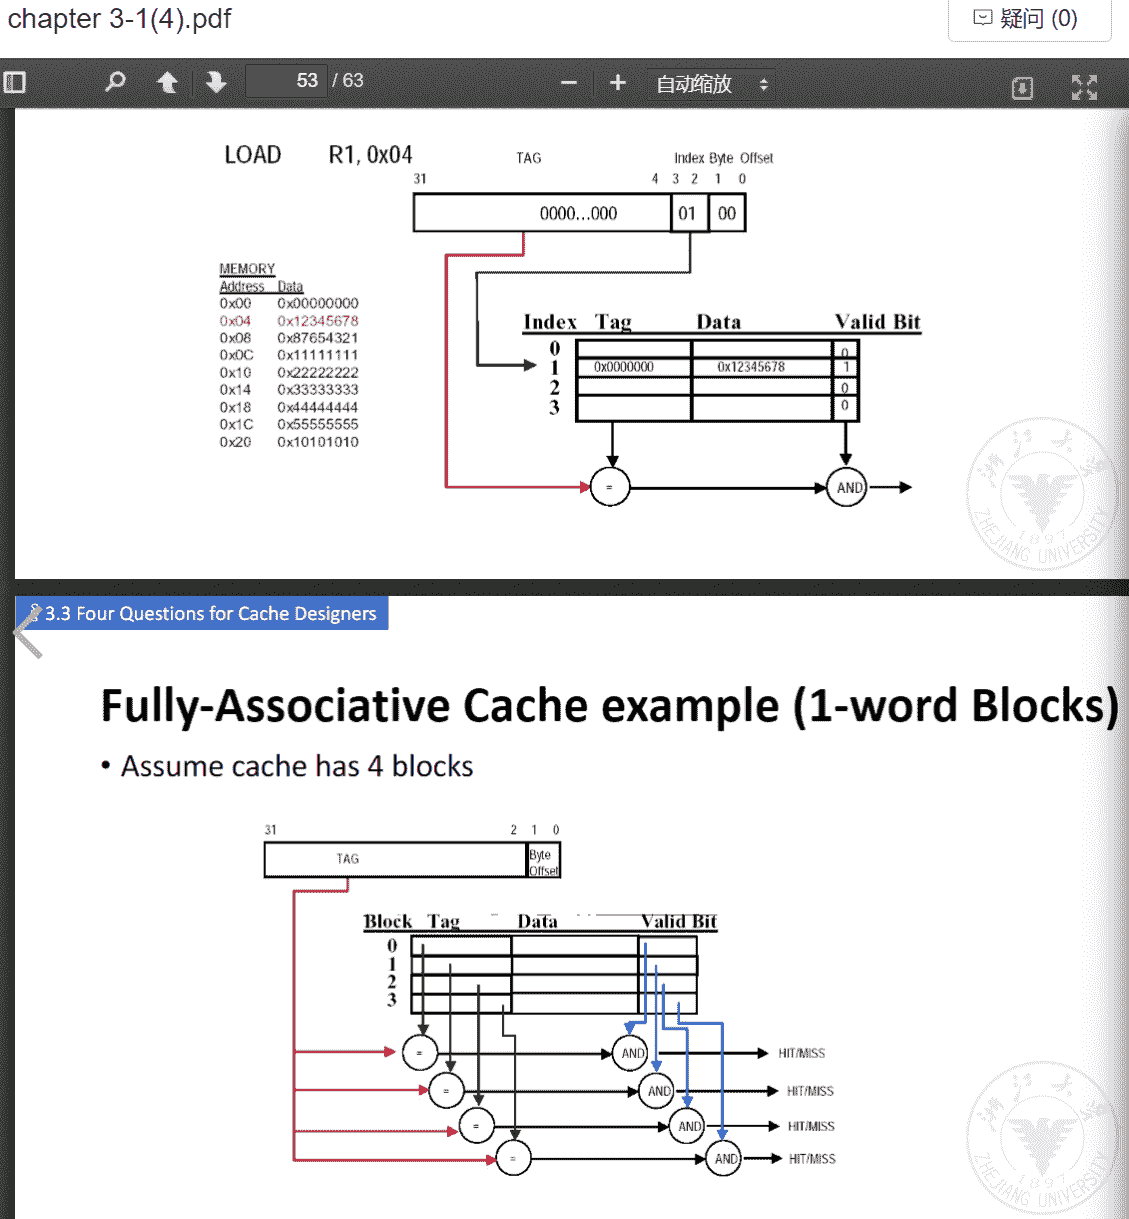 chapter 3-1(4).pdf
疑问 (0)
53 / 63
自动缩放
LOAD R1, 0x04
TAG
Index Byte Offset
31 4 3 2 1 0
0000...000 01 00
MEMORY
Address Data
0x00 0x00000000
0x04 0x12345678
0x08 0x87654321
0x0C 0x11111111
0x10 0x22222222
0x14 0x33333333
0x18 0x44444444
0x1C 0x55555555
0x20 0x10101010
Index Tag Data Valid Bit
0 0
1 0x0000000 0x12345678 1
2 0
3 0
= AND
ZHEJIANG UNIVERSITY
1897
3.3 Four Questions for Cache Designers
Fully-Associative Cache example (1-word Blocks)
• Assume cache has 4 blocks
31 2 1 0
TAG
Byte
Offset
Block Tag Data Valid Bit
0
1
2
3
= AND HIT/MISS
= AND HIT/MISS
= AND HIT/MISS
= AND HIT/MISS
ZHEJIANG UNIVERSITY
1897